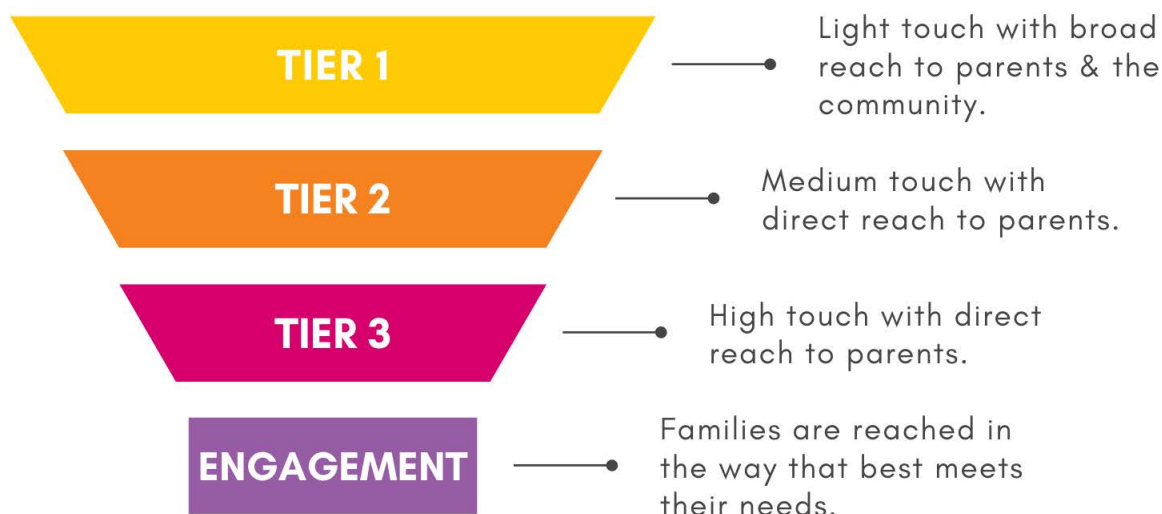 TIER 1
Light touch with broad
reach to parents & the
community.
TIER 2
Medium touch with
direct reach to parents.
TIER 3
High touch with direct
reach to parents.
ENGAGEMENT
Families are reached in
the way that best meets
their needs.